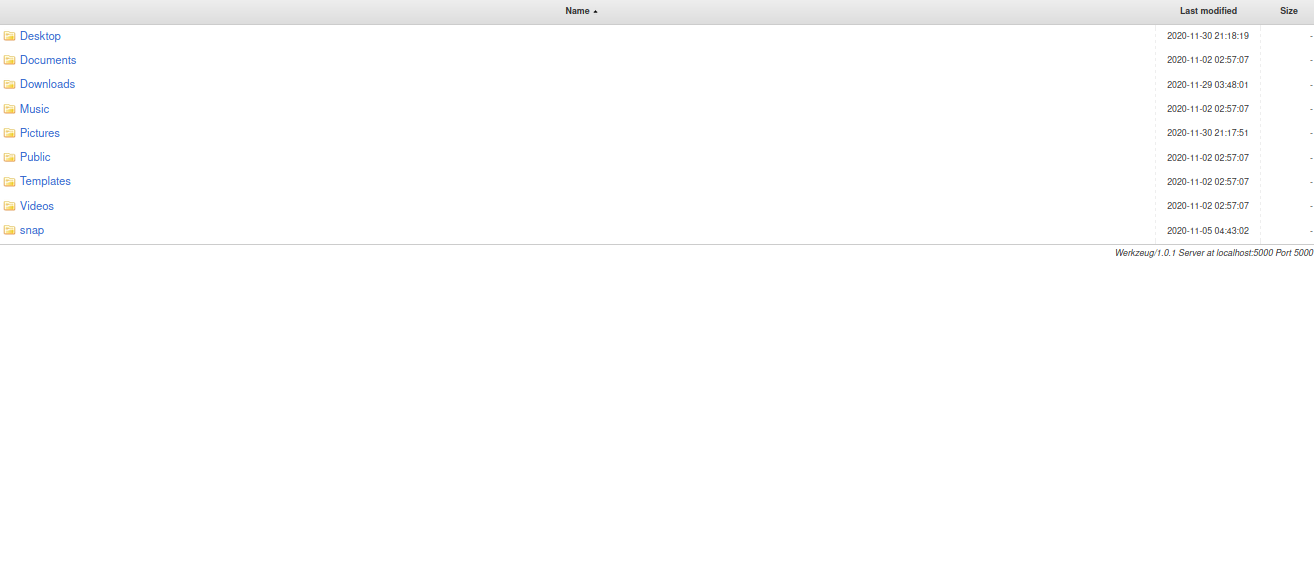 Name Last modified Size
Desktop 2020-11-30 21:18:19 -
Documents 2020-11-02 02:57:07 -
Downloads 2020-11-29 03:48:01 -
Music 2020-11-02 02:57:07 -
Pictures 2020-11-30 21:17:51 -
Public 2020-11-02 02:57:07 -
Templates 2020-11-02 02:57:07 -
Videos 2020-11-02 02:57:07 -
snap 2020-11-05 04:43:02 -
Werkzeug/1.0.1 Server at localhost:5000 Port 5000